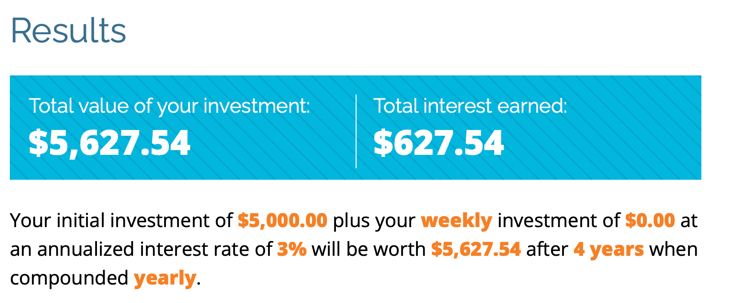 Results
Total value of your investment:
$5,627.54
Total interest earned:
$627.54
Your initial investment of $5,000.00 plus your weekly investment of $0.00 at
an annualized interest rate of 3% will be worth $5,627.54 after 4 years when
compounded yearly.